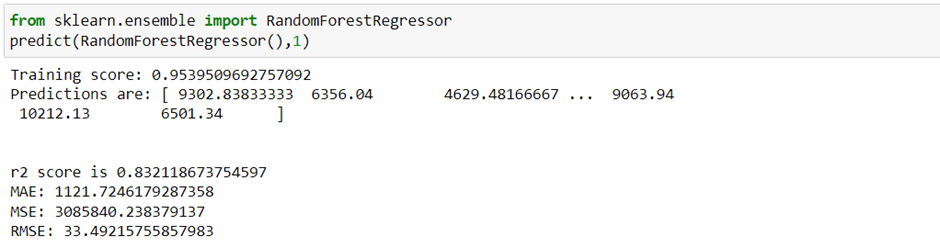 from sklearn.ensemble import RandomForestRegressor
predict(RandomForestRegressor(),1)
Training score: 0.9539509692757092
Predictions are: [ 9302.83833333  6356.04        4629.48166667 ...  9063.94
 10212.13        6501.34      ]
r2 score is 0.832118673754597
MAE: 1121.7246179287358
MSE: 3085840.238379137
RMSE: 33.49215755857983